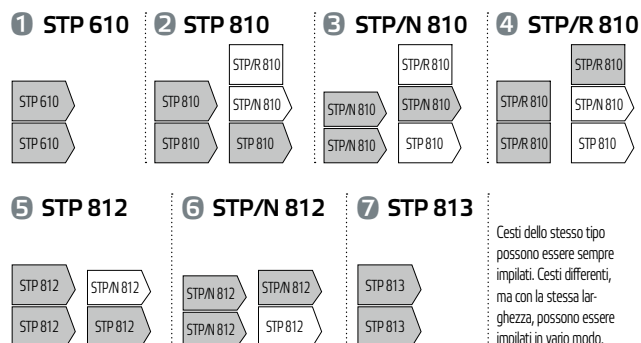 1 STP 610
STP 610
STP 610
2 STP 810
STP 810
STP 810
STP/R 810
STP/N 810
STP 810
3 STP/N 810
STP/N 810
STP/N 810
STP/R 810
STP/N 810
STP 810
4 STP/R 810
STP/R 810
STP/R 810
STP/R 810
STP/N 810
STP 810
5 STP 812
STP 812
STP 812
STP/N 812
STP 812
6 STP/N 812
STP/N 812
STP/N 812
STP/N 812
STP 812
7 STP 813
STP 813
STP 813
Cesti dello stesso tipo
possono essere sempre
impilati. Cesti differenti,
ma con la stessa lar-
ghezza, possono essere
impilati in vario modo.